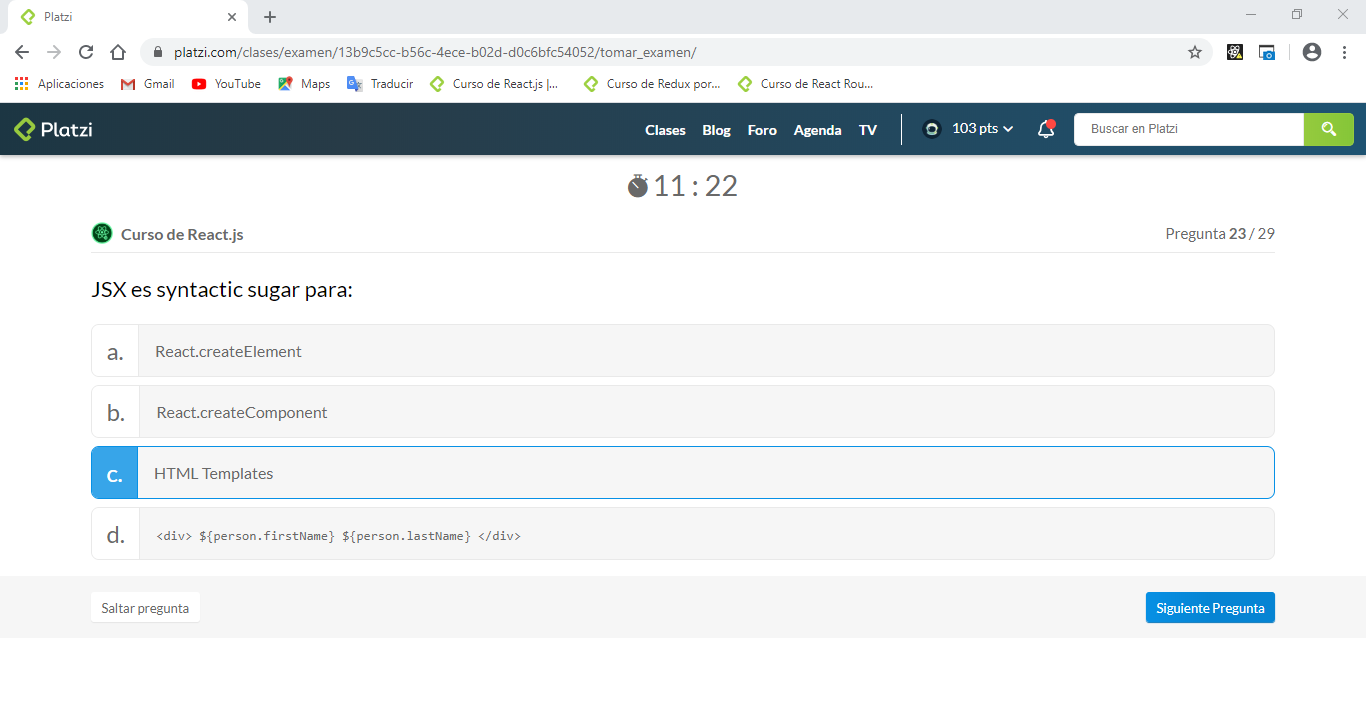 Platzi
platzi.com/clases/examen/13b9c5cc-b56c-4ece-b02d-d0c6bfc54052/tomar_examen/
Aplicaciones Gmail YouTube Maps Traducir Curso de React.js |... Curso de Redux por... Curso de React Rou...
Platzi Clases Blog Foro Agenda TV 103 pts Buscar en Platzi
11 : 22
Curso de React.js Pregunta 23 / 29
JSX es syntactic sugar para:
a. React.createElement
b. React.createComponent
c. HTML Templates
d. <div> ${person.firstName} ${person.lastName} </div>
Saltar pregunta Siguiente Pregunta